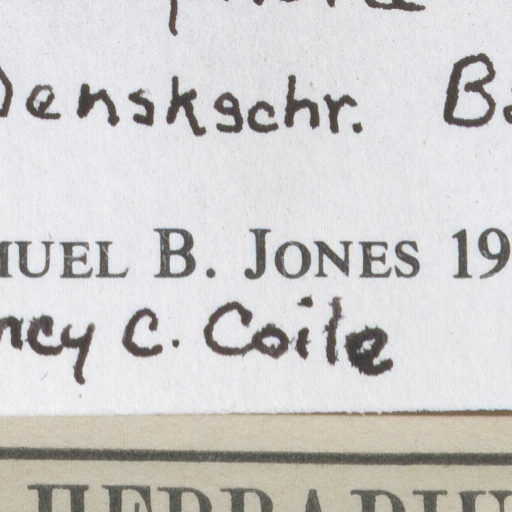 Denskschr. B
MUEL B. JONES 19
ncy C. Coile
HERBARIU